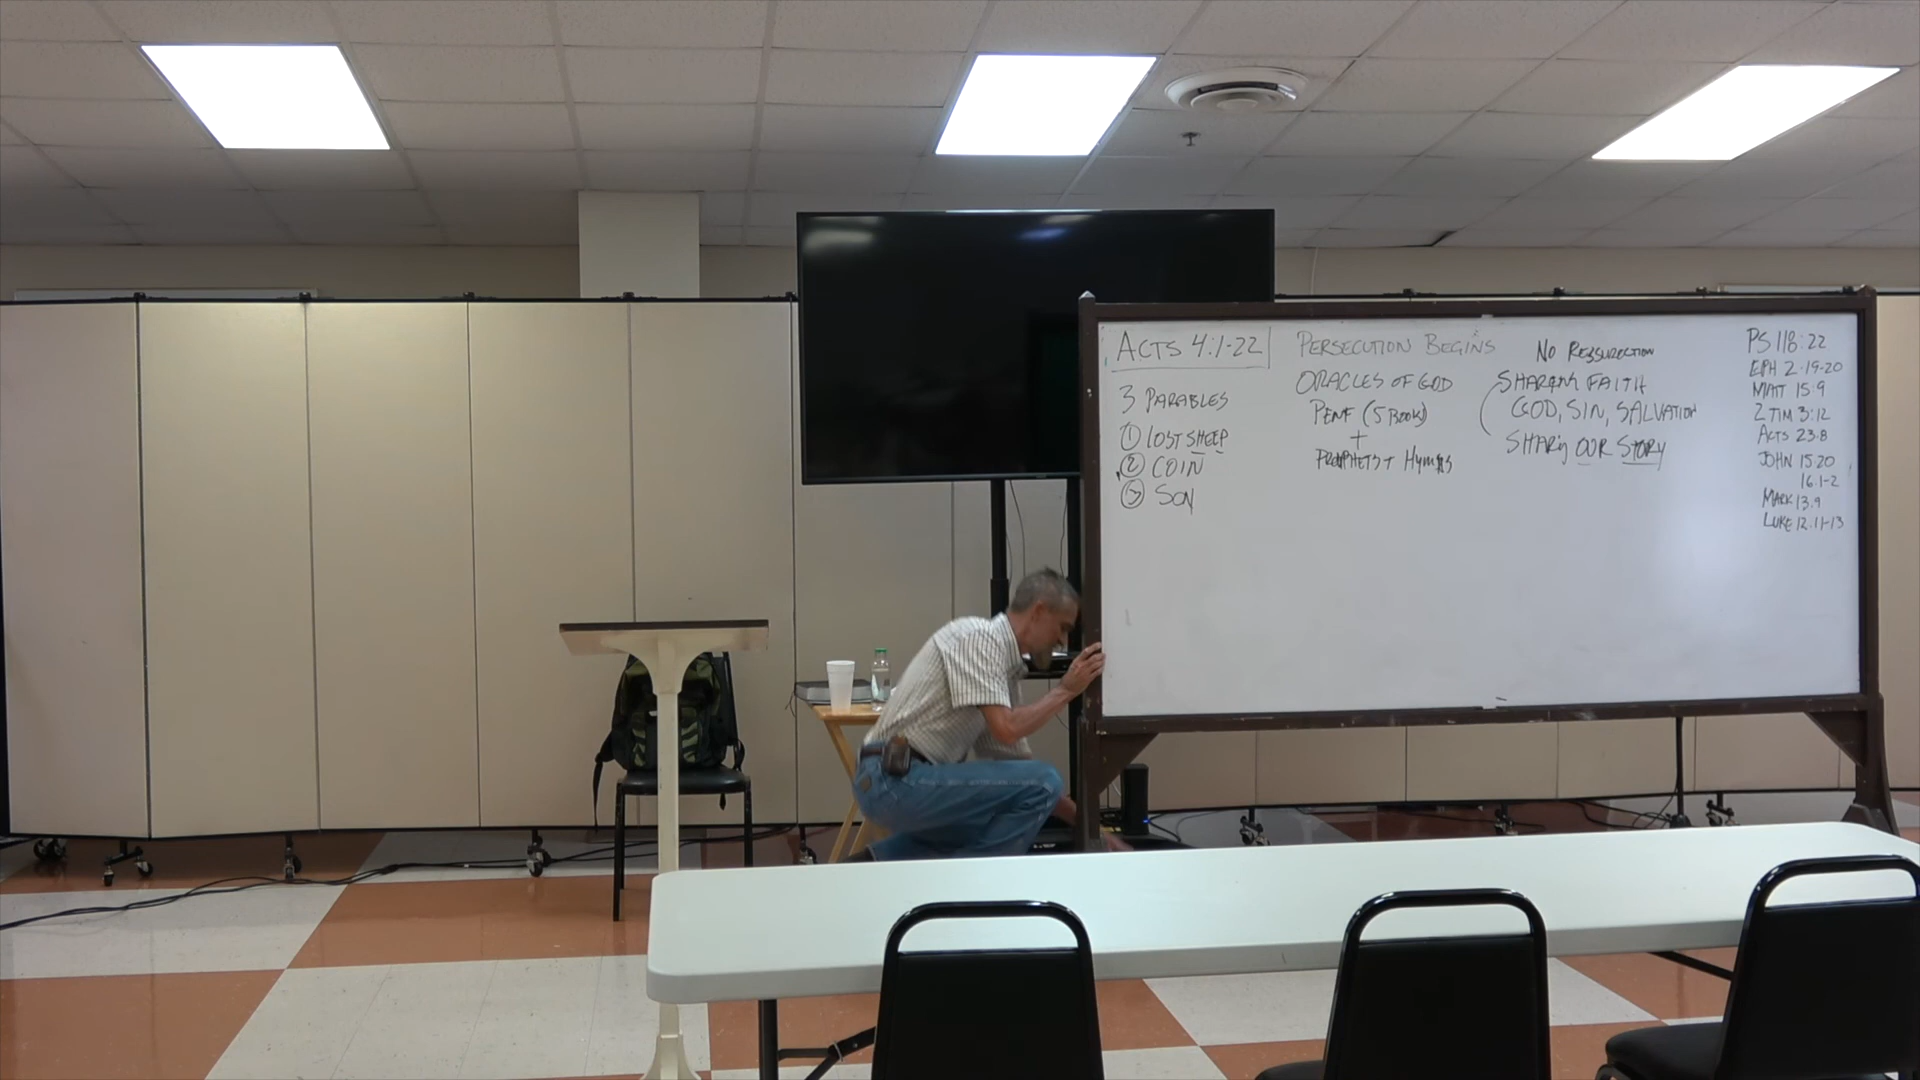 ACTS 4:1-22
3 PARABLES
① LOST SHEEP
② COIN
③ SON
PERSECUTION BEGINS
ORACLES OF GOD
PENT (5 BOOKS)
+
PROPHETS + HYMNS
NO RESSURECTION
SHARING FAITH
GOD, SIN, SALVATION
SHAR'G OUR STORY
PS 118:22
EPH 2.19-20
MATT 15.9
2 TIM 3:12
ACTS 23.8
JOHN 15.20
16.1-2
MARK 13.9
LUKE 12.11-13